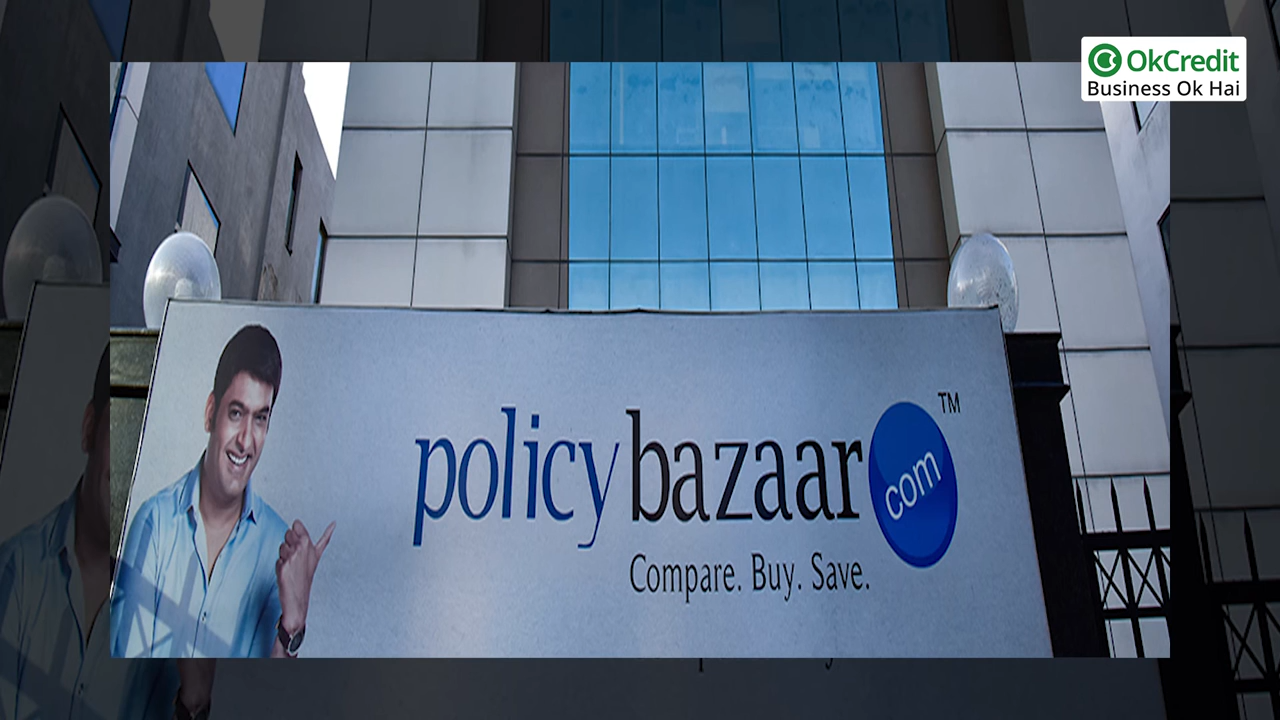 OkCredit
Business Ok Hai
policybazaar com TM
Compare. Buy. Save.